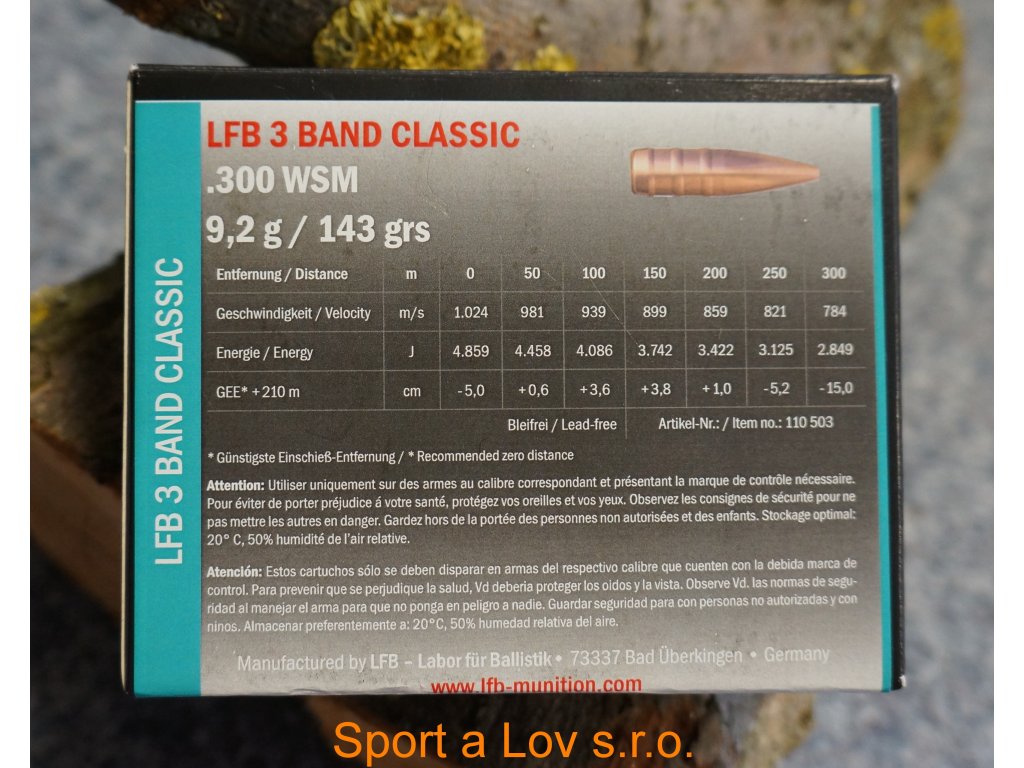 LFB 3 BAND CLASSIC
LFB 3 BAND CLASSIC
.300 WSM
9,2 g / 143 grs
Entfernung / Distance m 0 50 100 150 200 250 300
Geschwindigkeit / Velocity m/s 1.024 981 939 899 859 821 784
Energie / Energy J 4.859 4.458 4.086 3.742 3.422 3.125 2.849
GEE* +210 m cm -5,0 +0,6 +3,6 +3,8 +1,0 -5,2 -15,0
Bleifrei / Lead-free Artikel-Nr.: / Item no.: 110 503
* Günstigste Einschieß-Entfernung / * Recommended zero distance
Attention: Utiliser uniquement sur des armes au calibre correspondant et présentant la marque de contrôle nécessaire.
Pour éviter de porter préjudice á votre santé, protégez vos oreilles et vos yeux. Observez les consignes de sécurité pour ne
pas mettre les autres en danger. Gardez hors de la portée des personnes non autorisées et des enfants. Stockage optimal:
20° C, 50% humidité de l'air relative.
Atención: Estos cartuchos sólo se deben disparar en armas del respectivo calibre que cuenten con la debida marca de
control. Para prevenir que se perjudique la salud, Vd deberia proteger los oidos y la vista. Observe Vd. las normas de segu-
ridad al manejar el arma para que no ponga en peligro a nadie. Guardar seguridad para con personas no autorizadas y con
ninos. Almacenar preferentemente a: 20°C, 50% humedad relativa del aire.
Manufactured by LFB – Labor für Ballistik • 73337 Bad Überkingen • Germany
www.lfb-munition.com
Sport a Lov s.r.o.